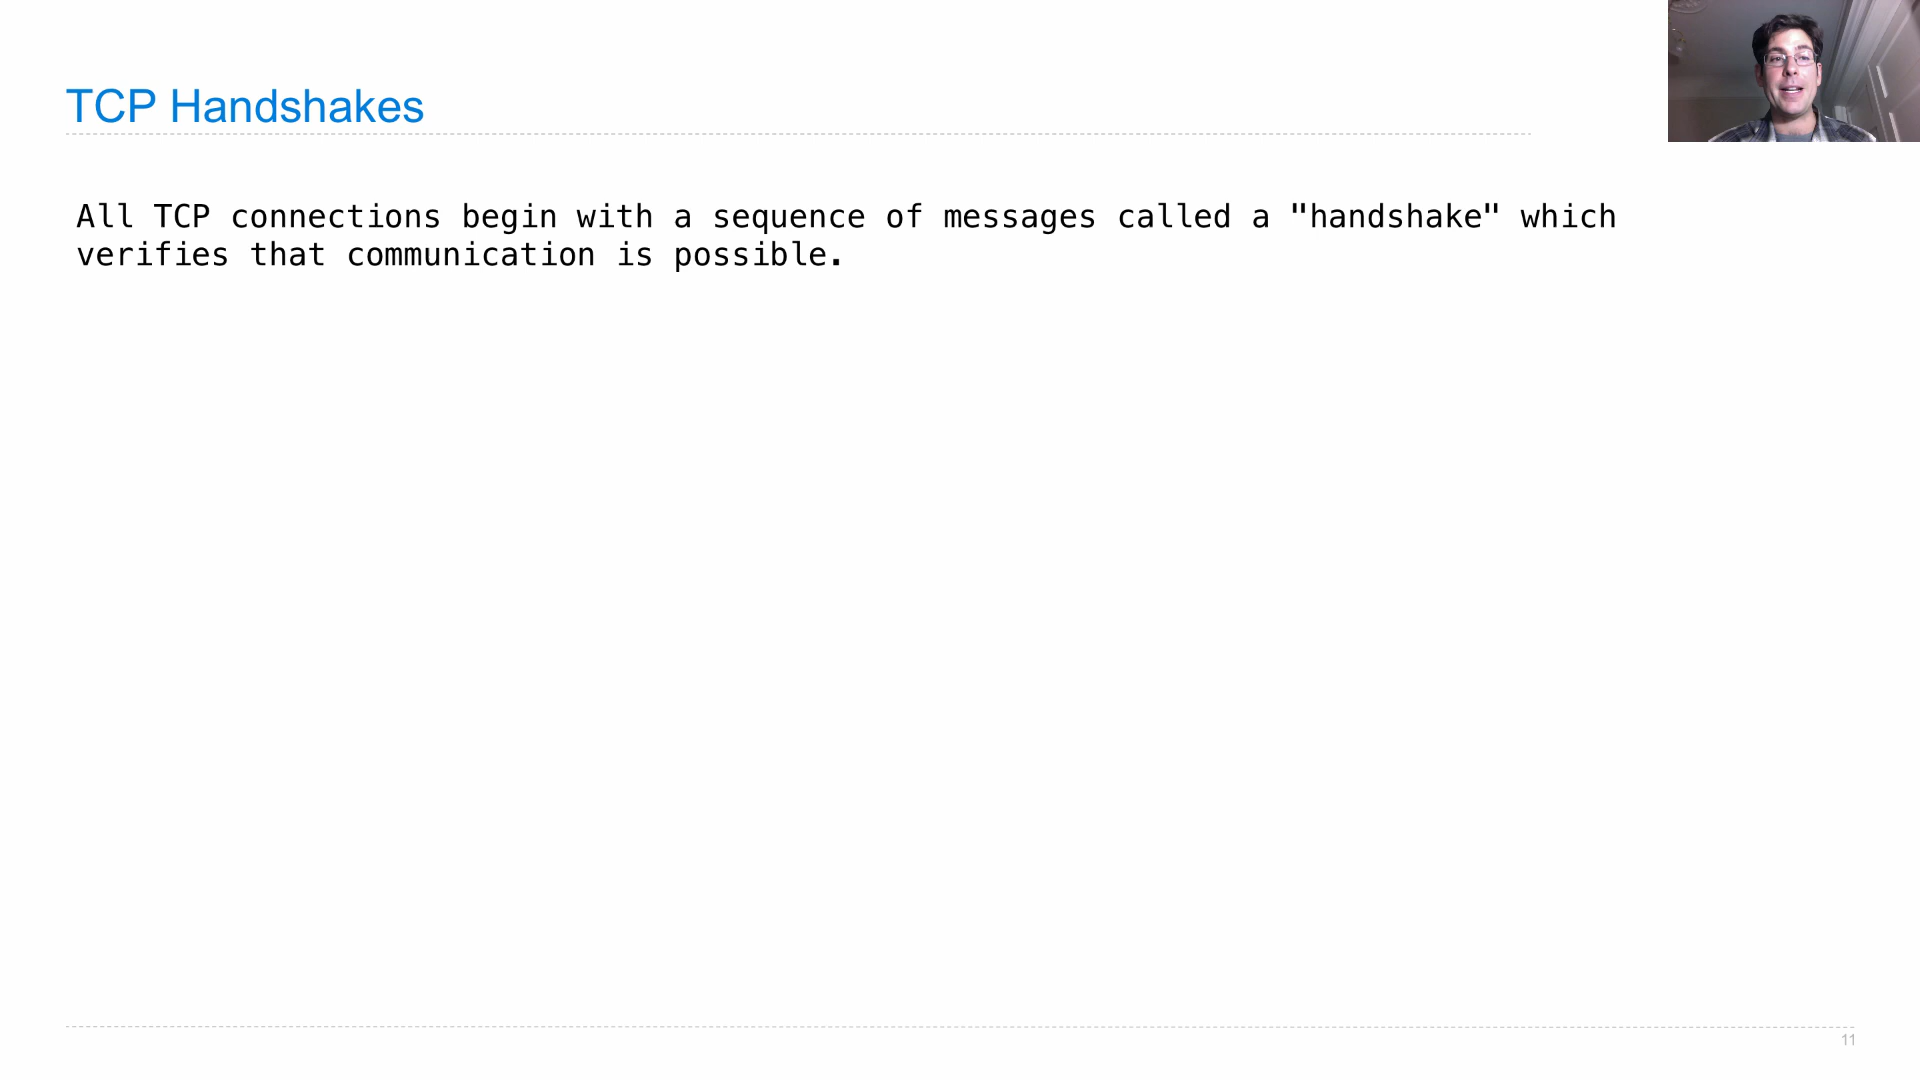 TCP Handshakes
All TCP connections begin with a sequence of messages called a "handshake" which
verifies that communication is possible.
11